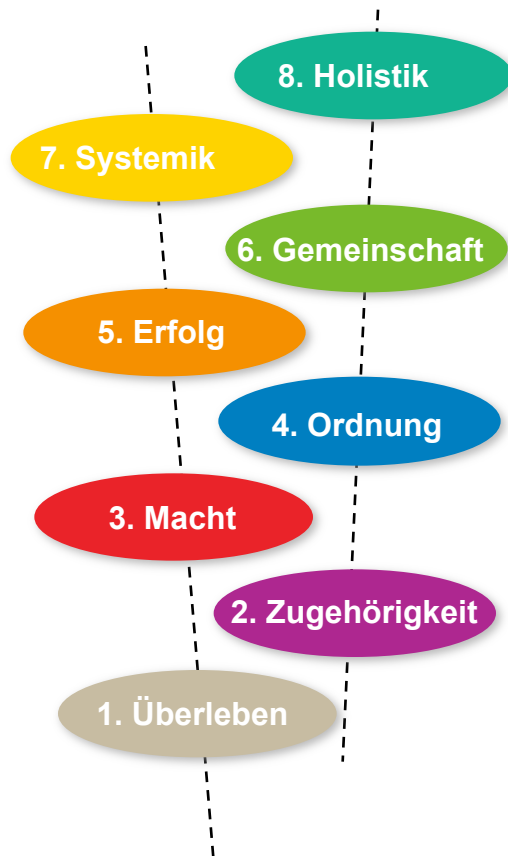 8. Holistik
7. Systemik
6. Gemeinschaft
5. Erfolg
4. Ordnung
3. Macht
2. Zugehörigkeit
1. Überleben